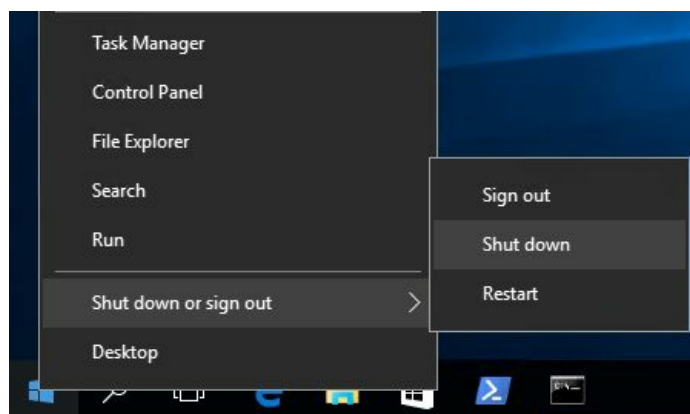 Task Manager
Control Panel
File Explorer
Search
Run
Shut down or sign out
Desktop
Sign out
Shut down
Restart